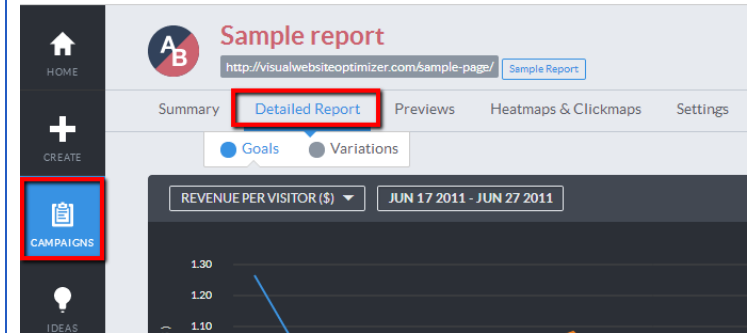 HOME
CREATE
CAMPAIGNS
IDEAS
AB
Sample report
http://visualwebsiteoptimizer.com/sample-page/ Sample Report
Summary Detailed Report Previews Heatmaps & Clickmaps Settings
Goals Variations
REVENUE PER VISITOR ($) JUN 17 2011 - JUN 27 2011
1.30
1.20
1.10